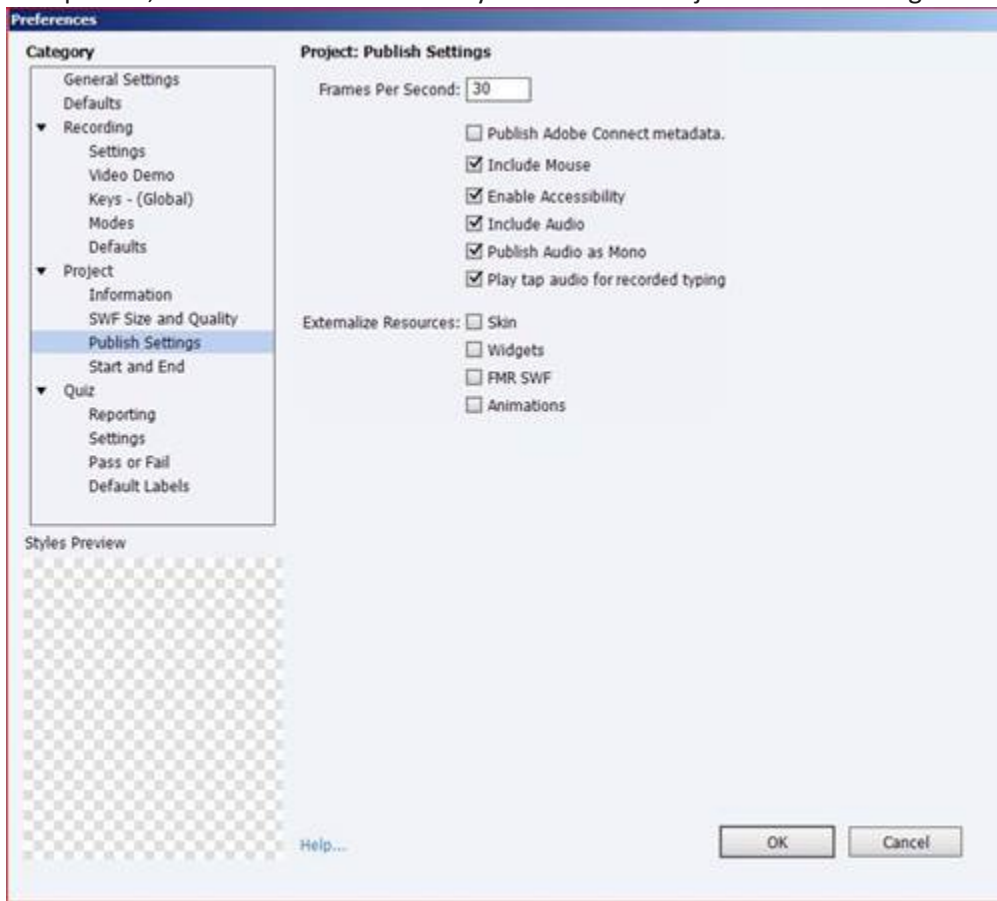 Preferences
Category
General Settings
Defaults
Recording
Settings
Video Demo
Keys - (Global)
Modes
Defaults
Project
Information
SWF Size and Quality
Publish Settings
Start and End
Quiz
Reporting
Settings
Pass or Fail
Default Labels
Styles Preview
Project: Publish Settings
Frames Per Second: 30
Publish Adobe Connect metadata.
Include Mouse
Enable Accessibility
Include Audio
Publish Audio as Mono
Play tap audio for recorded typing
Externalize Resources: Skin
Widgets
FMR SWF
Animations
Help...
OK Cancel